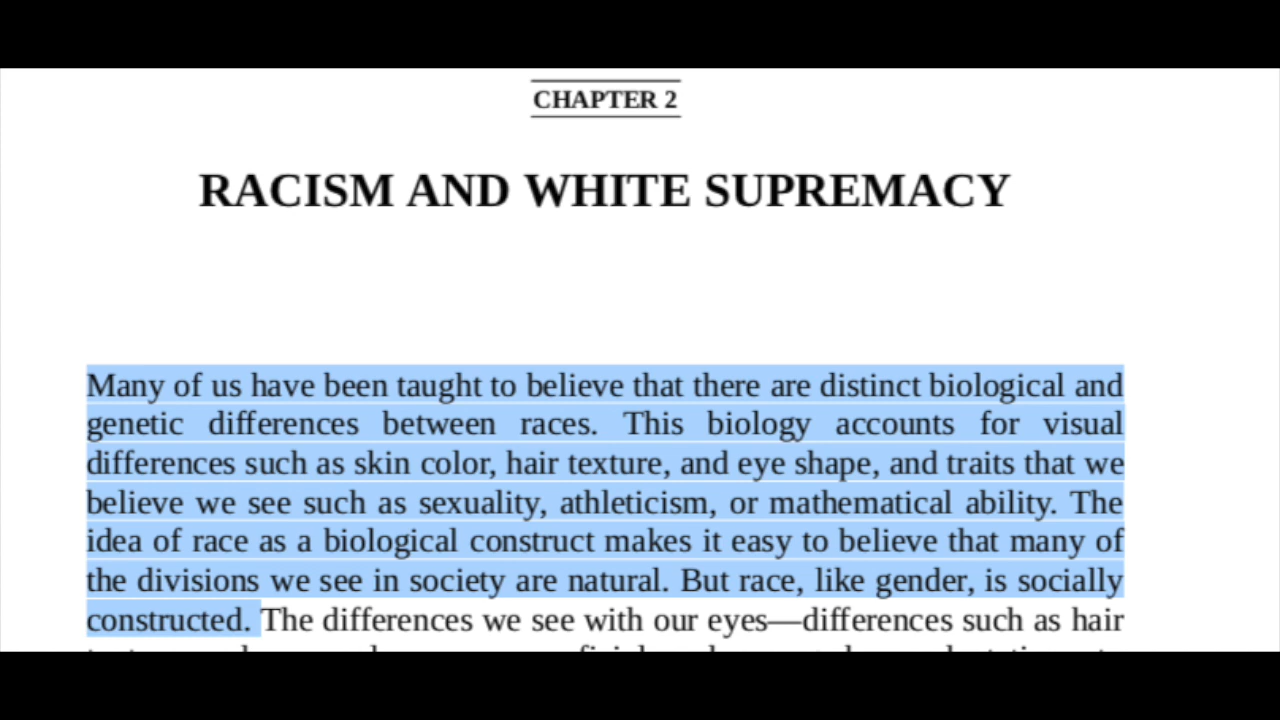 CHAPTER 2
RACISM AND WHITE SUPREMACY
Many of us have been taught to believe that there are distinct biological and
genetic differences between races. This biology accounts for visual
differences such as skin color, hair texture, and eye shape, and traits that we
believe we see such as sexuality, athleticism, or mathematical ability. The
idea of race as a biological construct makes it easy to believe that many of
the divisions we see in society are natural. But race, like gender, is socially
constructed. The differences we see with our eyes—differences such as hair